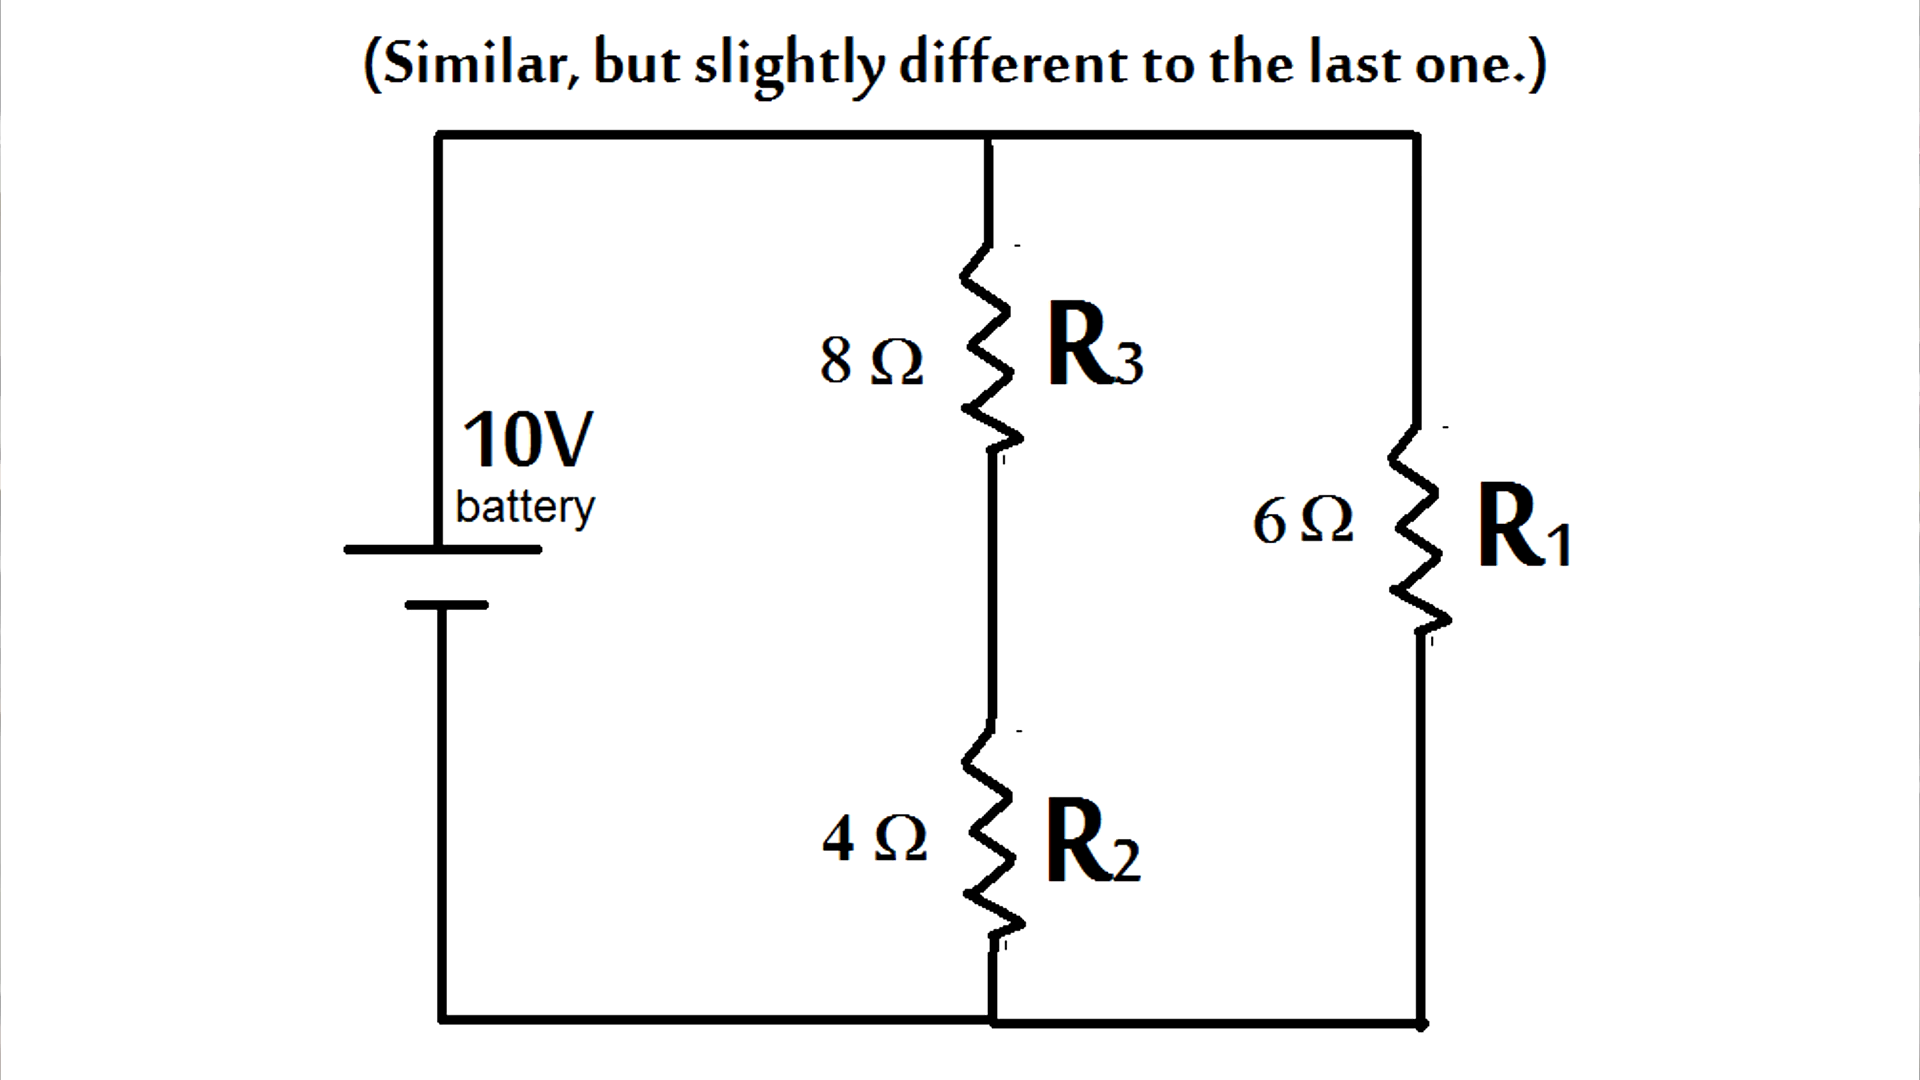 (Similar, but slightly different to the last one.)
8 Ω
R3
10V
battery
6 Ω
R1
4 Ω
R2